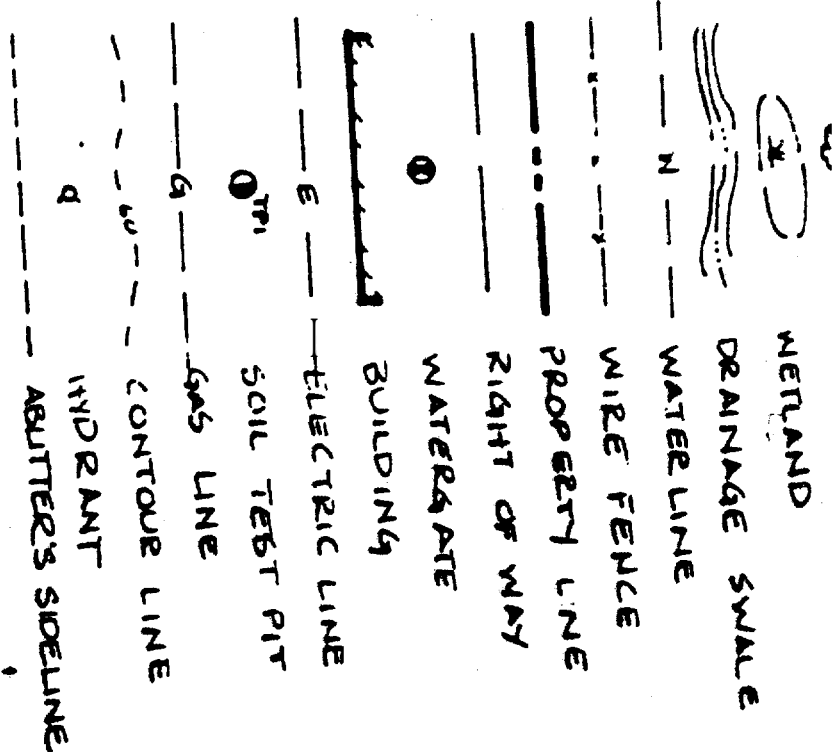 WETLAND
DRAINAGE SWALE
W WATER LINE
x x x WIRE FENCE
PROPERTY LINE
RIGHT OF WAY
WATERGATE
BUILDING
E ELECTRIC LINE
TP1 SOIL TEST PIT
G GAS LINE
CONTOUR LINE
HYDRANT
ABUTTER'S SIDELINE